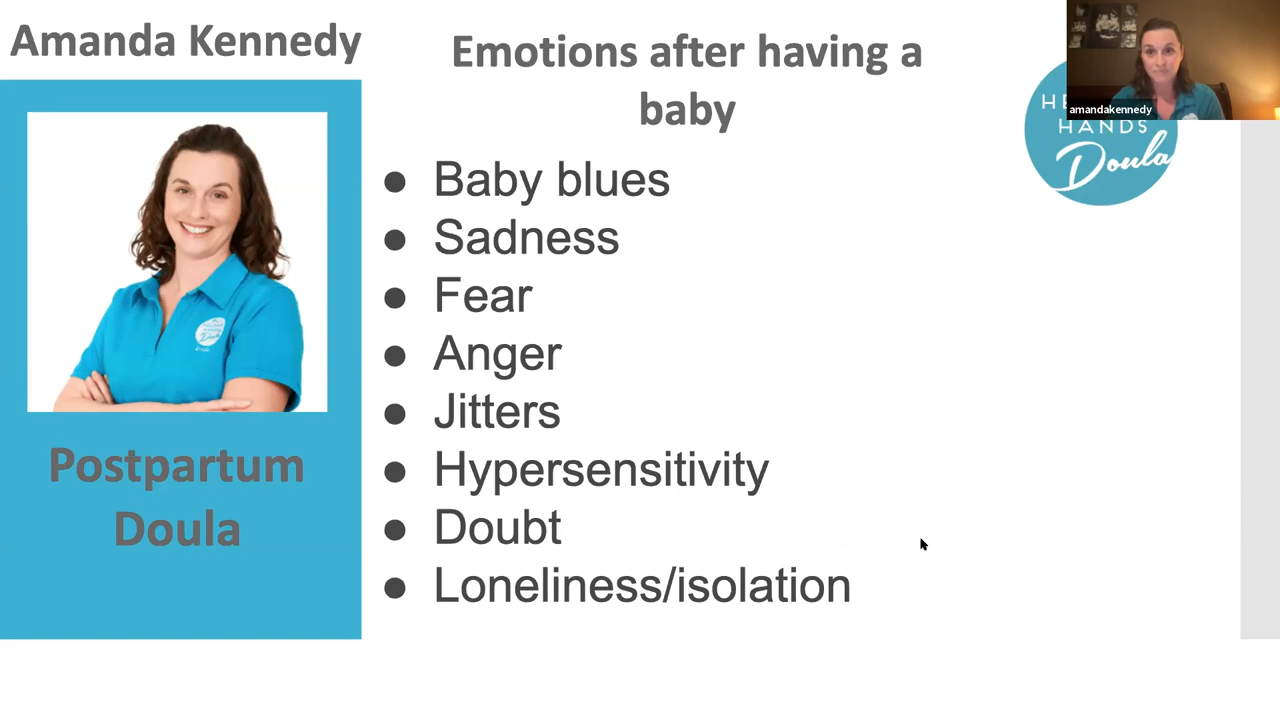 Amanda Kennedy
Postpartum
Doula
Emotions after having a
baby
● Baby blues
● Sadness
● Fear
● Anger
● Jitters
● Hypersensitivity
● Doubt
● Loneliness/isolation
amandakennedy
HANDS
Doula